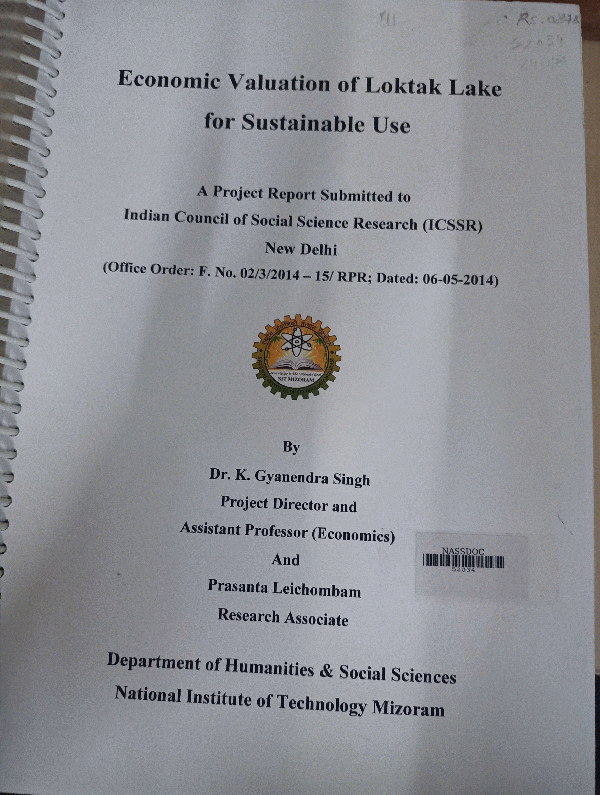 Economic Valuation of Loktak Lake
for Sustainable Use
A Project Report Submitted to
Indian Council of Social Science Research (ICSSR)
New Delhi
(Office Order: F. No. 02/3/2014 – 15/ RPR; Dated: 06-05-2014)
NIT MIZORAM
By
Dr. K. Gyanendra Singh
Project Director and
Assistant Professor (Economics)
And
Prasanta Leichombam
Research Associate
NASSDOC
52034
Department of Humanities & Social Sciences
National Institute of Technology Mizoram